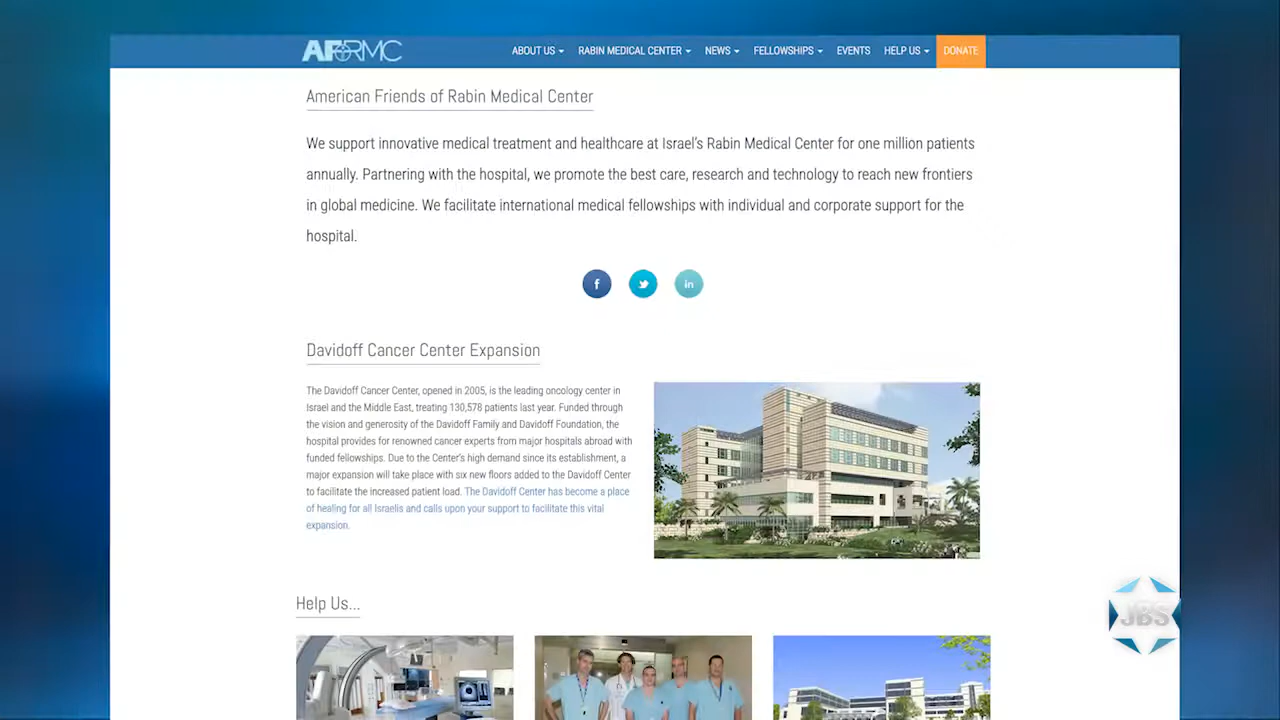 AFRMC
ABOUT US RABIN MEDICAL CENTER NEWS FELLOWSHIPS EVENTS HELP US DONATE
American Friends of Rabin Medical Center
We support innovative medical treatment and healthcare at Israel's Rabin Medical Center for one million patients
annually. Partnering with the hospital, we promote the best care, research and technology to reach new frontiers
in global medicine. We facilitate international medical fellowships with individual and corporate support for the
hospital.
f
in
Davidoff Cancer Center Expansion
The Davidoff Cancer Center, opened in 2005, is the leading oncology center in
Israel and the Middle East, treating 130,578 patients last year. Funded through
the vision and generosity of the Davidoff Family and Davidoff Foundation, the
hospital provides for renowned cancer experts from major hospitals abroad with
funded fellowships. Due to the Center's high demand since its establishment, a
major expansion will take place with six new floors added to the Davidoff Center
to facilitate the increased patient load. The Davidoff Center has become a place
of healing for all Israelis and calls upon your support to facilitate this vital
expansion.
Help Us...
JBS